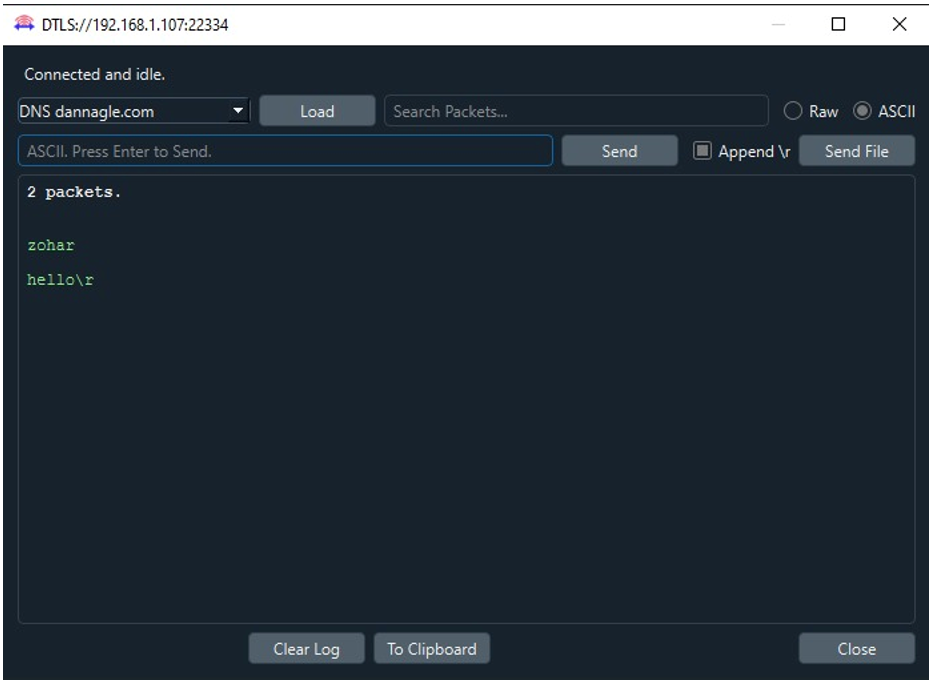 DTLS://192.168.1.107:22334
Connected and idle.
DNS dannagle.com Load Search Packets... Raw ASCII
ASCII. Press Enter to Send. Send Append \r Send File
2 packets.
zohar
hello\r
Clear Log To Clipboard Close